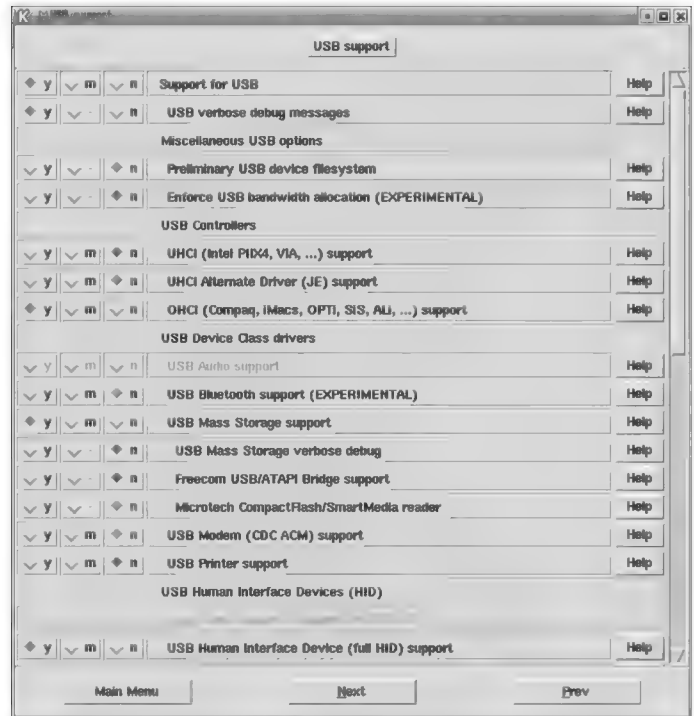 USB support
y m n Support for USB Help
y - n USB verbose debug messages Help
Miscellaneous USB options
y - n Preliminary USB device filesystem Help
y - n Enforce USB bandwidth allocation (EXPERIMENTAL) Help
USB Controllers
y m n UHCI (Intel PIIX4, VIA, ...) support Help
y m n UHCI Alternate Driver (JE) support Help
y m n OHCI (Compaq, iMacs, OPTi, SiS, ALi, ...) support Help
USB Device Class drivers
y m n USB Audio support Help
y m n USB Bluetooth support (EXPERIMENTAL) Help
y m n USB Mass Storage support Help
y - n USB Mass Storage verbose debug Help
y - n Freecom USB/ATAPI Bridge support Help
y - n Microtech CompactFlash/SmartMedia reader Help
y m n USB Modem (CDC ACM) support Help
y m n USB Printer support Help
USB Human Interface Devices (HID)
y m n USB Human Interface Device (full HID) support Help
Main Menu Next Prev